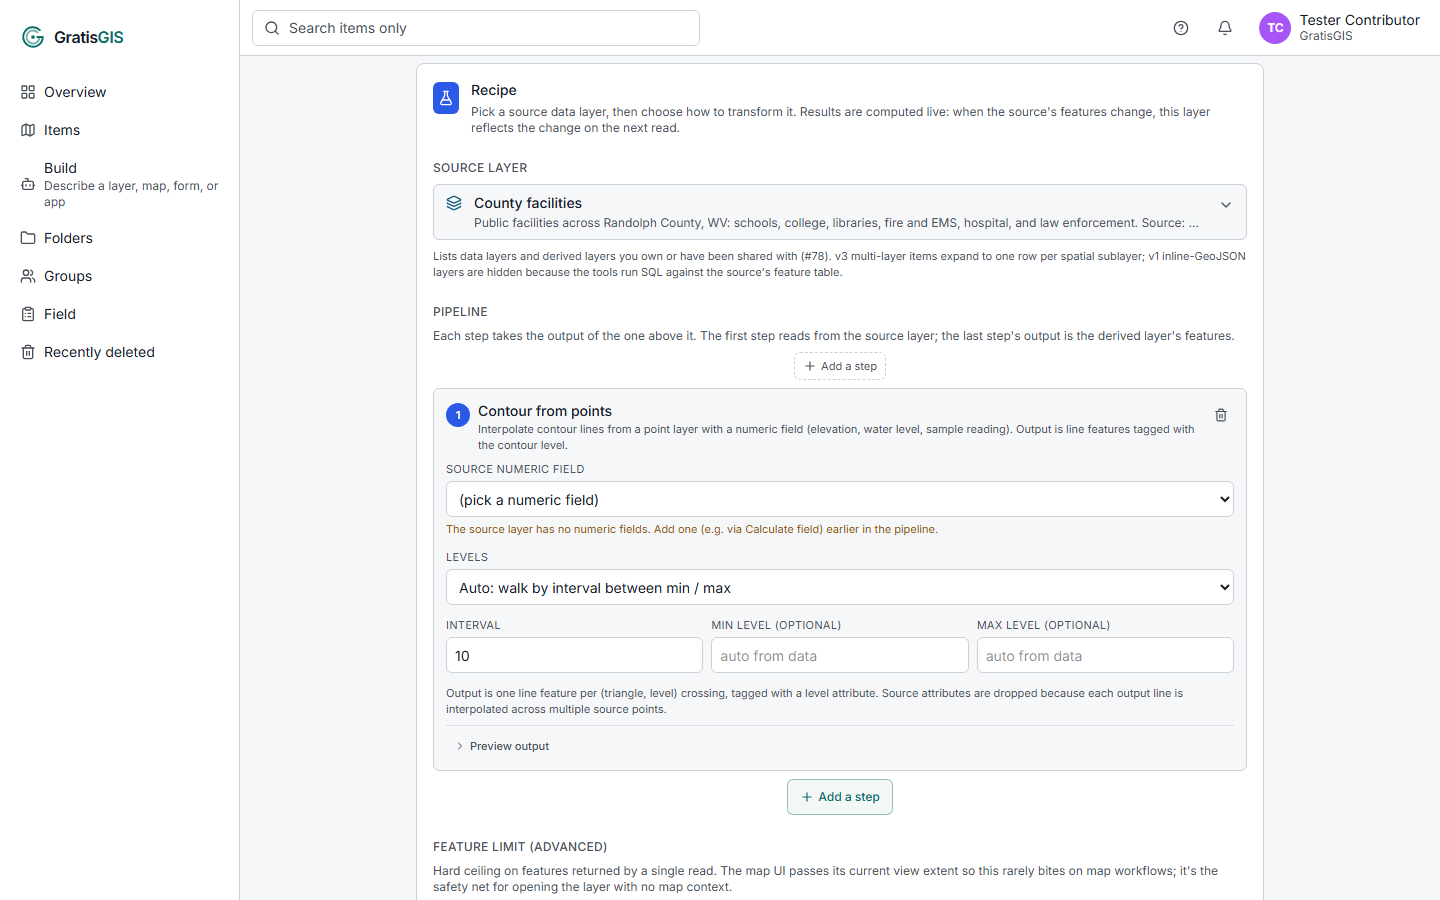 GratisGIS
Search items only
TC
Tester Contributor
GratisGIS
Overview
Items
Build
Describe a layer, map, form, or
app
Folders
Groups
Field
Recently deleted
Recipe
Pick a source data layer, then choose how to transform it. Results are computed live: when the source's features change, this layer
reflects the change on the next read.
SOURCE LAYER
County facilities
Public facilities across Randolph County, WV: schools, college, libraries, fire and EMS, hospital, and law enforcement. Source: ...
Lists data layers and derived layers you own or have been shared with (#78). v3 multi-layer items expand to one row per spatial sublayer; v1 inline-GeoJSON
layers are hidden because the tools run SQL against the source's feature table.
PIPELINE
Each step takes the output of the one above it. The first step reads from the source layer; the last step's output is the derived layer's features.
+ Add a step
1
Contour from points
Interpolate contour lines from a point layer with a numeric field (elevation, water level, sample reading). Output is line features tagged with
the contour level.
SOURCE NUMERIC FIELD
(pick a numeric field)
The source layer has no numeric fields. Add one (e.g. via Calculate field) earlier in the pipeline.
LEVELS
Auto: walk by interval between min / max
INTERVAL
MIN LEVEL (OPTIONAL)
MAX LEVEL (OPTIONAL)
10
auto from data
auto from data
Output is one line feature per (triangle, level) crossing, tagged with a level attribute. Source attributes are dropped because each output line is
interpolated across multiple source points.
Preview output
+ Add a step
FEATURE LIMIT (ADVANCED)
Hard ceiling on features returned by a single read. The map UI passes its current view extent so this rarely bites on map workflows; it's the
safety net for opening the layer with no map context.